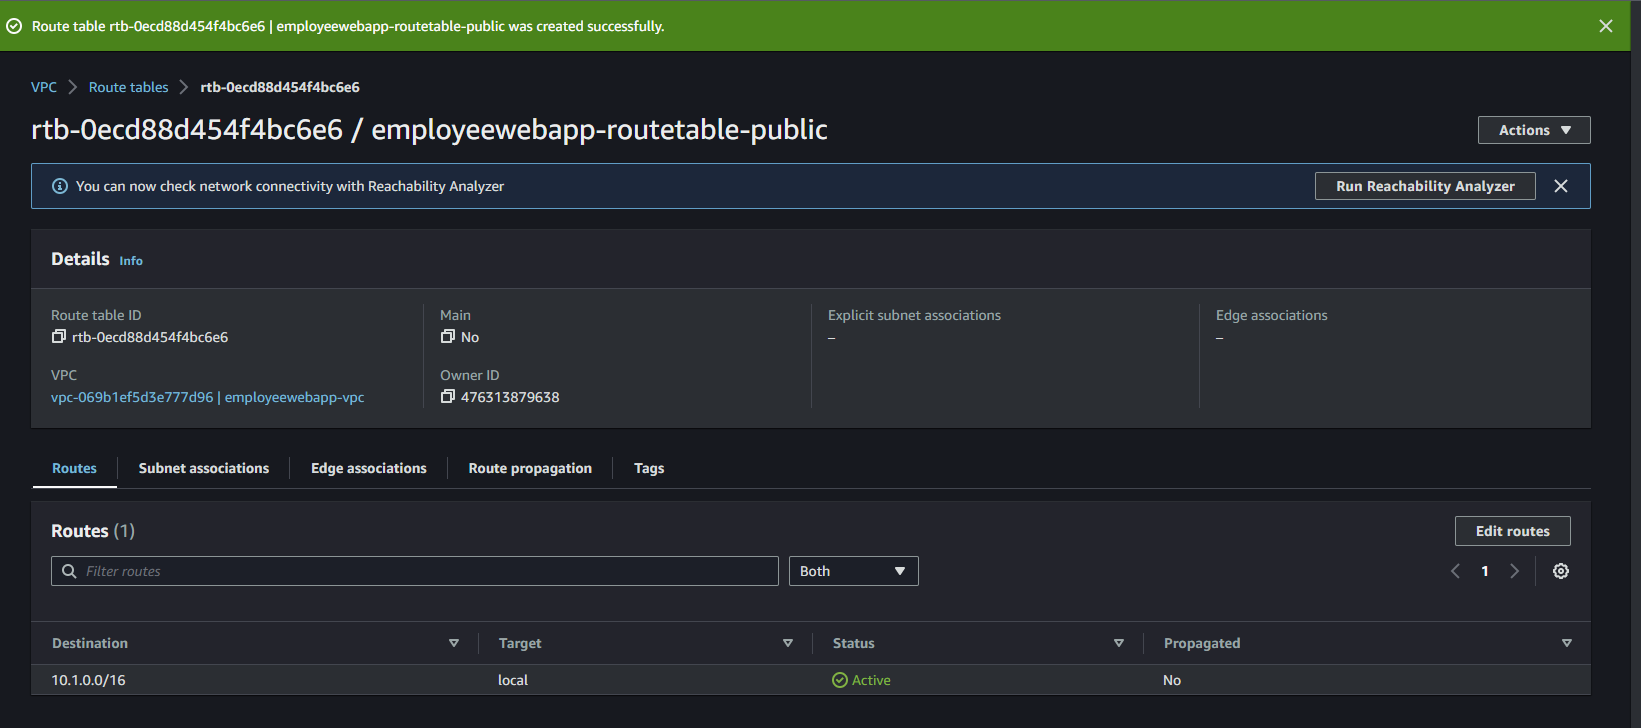 Route table rtb-0ecd88d454f4bc6e6 | employeewebapp-routetable-public was created successfully.
VPC > Route tables > rtb-0ecd88d454f4bc6e6
rtb-0ecd88d454f4bc6e6 / employeewebapp-routetable-public
Actions
You can now check network connectivity with Reachability Analyzer
Run Reachability Analyzer
Details Info
Route table ID
rtb-0ecd88d454f4bc6e6
Main
No
Explicit subnet associations
–
Edge associations
–
VPC
vpc-069b1ef5d3e777d96 | employeewebapp-vpc
Owner ID
476313879638
Routes
Subnet associations
Edge associations
Route propagation
Tags
Routes (1)
Edit routes
Filter routes
Both
1
Destination
Target
Status
Propagated
10.1.0.0/16
local
Active
No